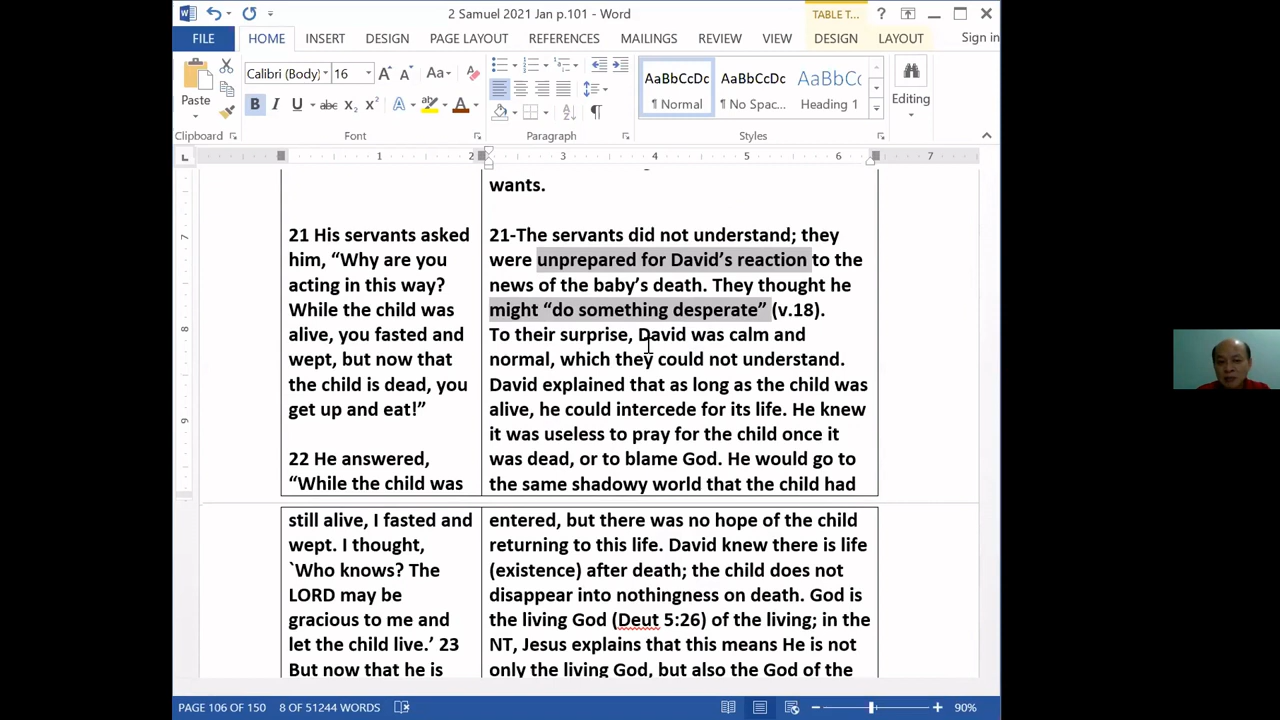 2 Samuel 2021 Jan p.101 - Word
TABLE T...
?
FILE
HOME
INSERT
DESIGN
PAGE LAYOUT
REFERENCES
MAILINGS
REVIEW
VIEW
DESIGN
LAYOUT
Sign in
Paste
Clipboard
Calibri (Body)
16
Font
Paragraph
AaBbCcDc
¶ Normal
AaBbCcDc
¶ No Spac...
AaBbCc
Heading 1
Styles
Editing
1 2 3 4 5 6 7
wants.
21 His servants asked
him, “Why are you
acting in this way?
While the child was
alive, you fasted and
wept, but now that
the child is dead, you
get up and eat!”
22 He answered,
“While the child was
still alive, I fasted and
wept. I thought,
`Who knows? The
LORD may be
gracious to me and
let the child live.’ 23
But now that he is
21-The servants did not understand; they
were unprepared for David’s reaction to the
news of the baby’s death. They thought he
might “do something desperate” (v.18).
To their surprise, David was calm and
normal, which they could not understand.
David explained that as long as the child was
alive, he could intercede for its life. He knew
it was useless to pray for the child once it
was dead, or to blame God. He would go to
the same shadowy world that the child had
entered, but there was no hope of the child
returning to this life. David knew there is life
(existence) after death; the child does not
disappear into nothingness on death. God is
the living God (Deut 5:26) of the living; in the
NT, Jesus explains that this means He is not
only the living God, but also the God of the
PAGE 106 OF 150
8 OF 51244 WORDS
90%